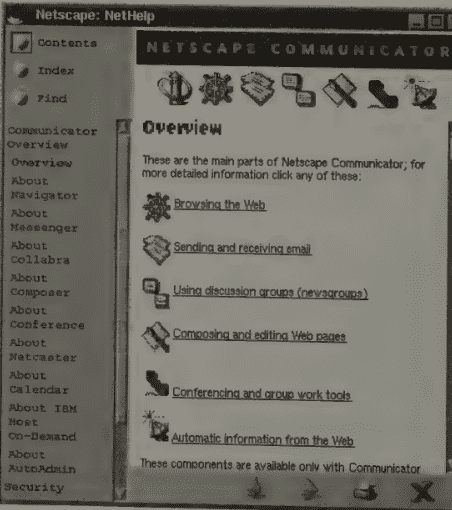 Netscape: NetHelp
Contents
Index
Find
Communicator
Overview
Overview
About
Navigator
About
Messenger
About
Collabra
About
Composer
About
Conference
About
Netcaster
About
Calendar
About IBM
Host
On-Demand
About
AutoAdmin
Security
NETSCAPE COMMUNICATOR
Overview
These are the main parts of Netscape Communicator; for
more detailed information click any of these:
Browsing the Web
Sending and receiving email
Using discussion groups (newsgroups)
Composing and editing Web pages
Conferencing and group work tools
Automatic information from the Web
These components are available only with Communicator